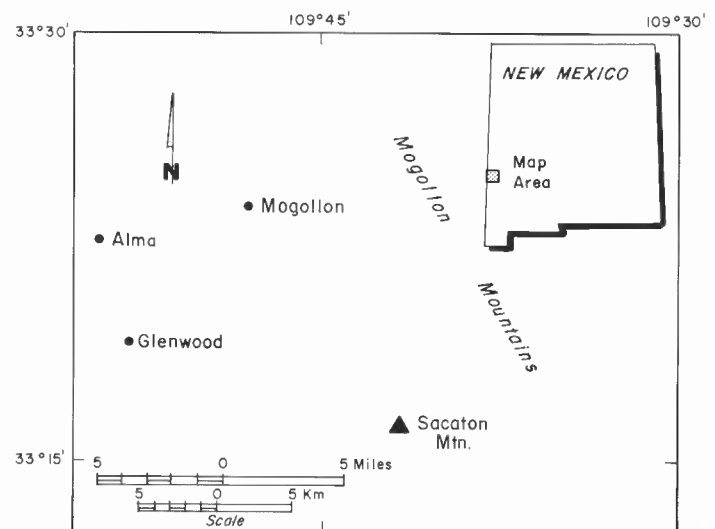 109°45'
109°30'
33°30'
NEW MEXICO
Map
Area
N
Mogollon
Mountains
Mogollon
Alma
Glenwood
Sacaton
Mtn.
33°15'
5 0 5 Miles
5 0 5 Km
Scale